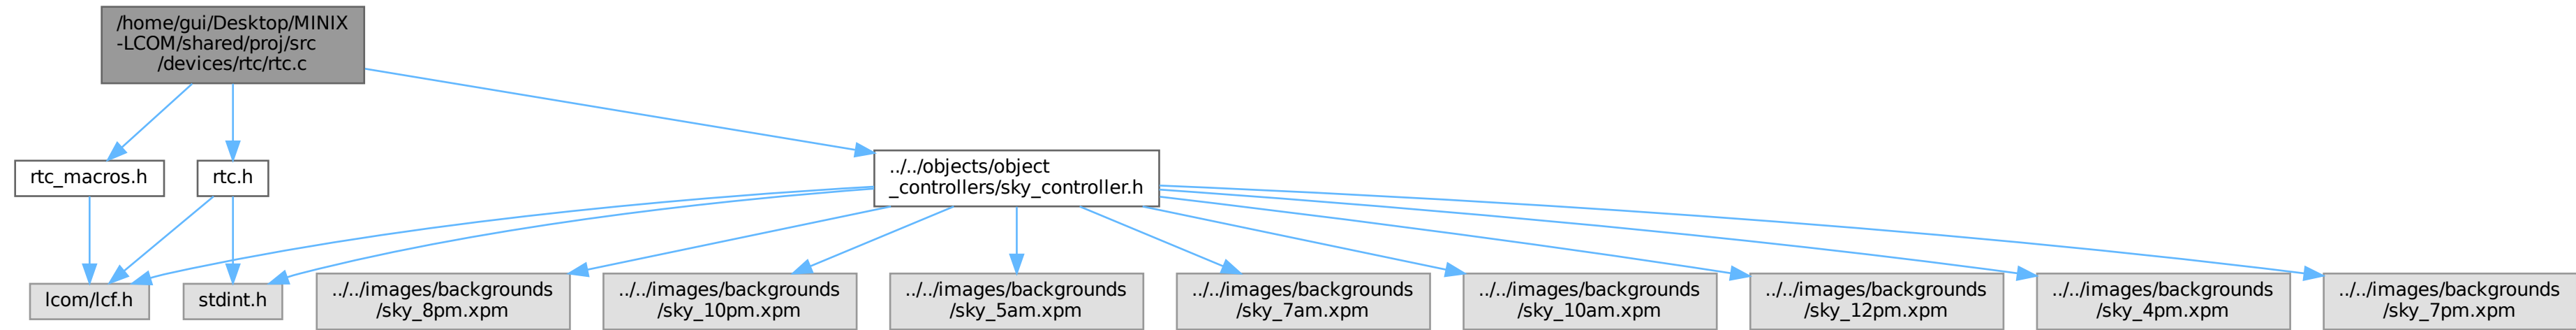 /home/gui/Desktop/MINIX
-LCOM/shared/proj/src
/devices/rtc/rtc.c
rtc_macros.h
rtc.h
../../objects/object
_controllers/sky_controller.h
lcom/lcf.h
stdint.h
../../images/backgrounds
/sky_8pm.xpm
../../images/backgrounds
/sky_10pm.xpm
../../images/backgrounds
/sky_5am.xpm
../../images/backgrounds
/sky_7am.xpm
../../images/backgrounds
/sky_10am.xpm
../../images/backgrounds
/sky_12pm.xpm
../../images/backgrounds
/sky_4pm.xpm
../../images/backgrounds
/sky_7pm.xpm